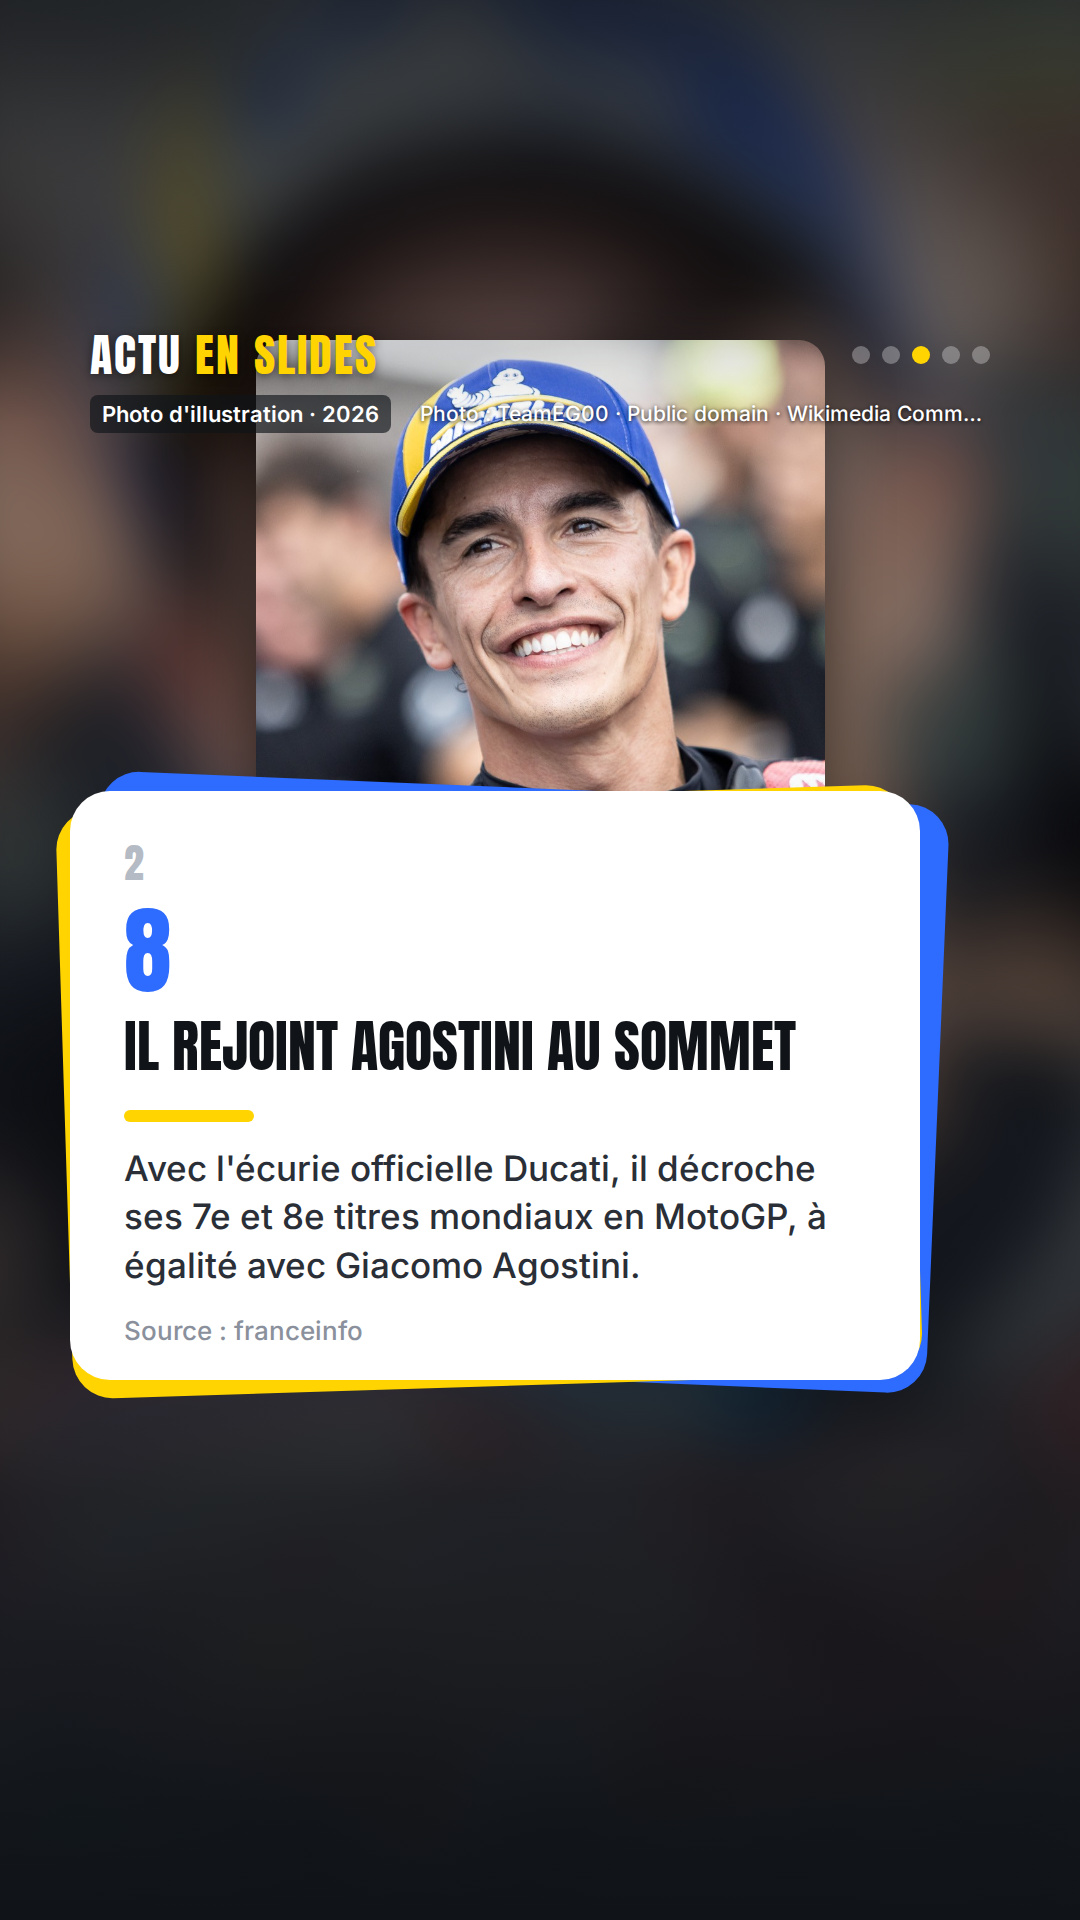 ACTU EN SLIDES
Photo d'illustration · 2026
Photo : TeamEG00 · Public domain · Wikimedia Comm...
MICHELIN
2
8
IL REJOINT AGOSTINI AU SOMMET
Avec l'écurie officielle Ducati, il décroche
ses 7e et 8e titres mondiaux en MotoGP, à
égalité avec Giacomo Agostini.
Source : franceinfo